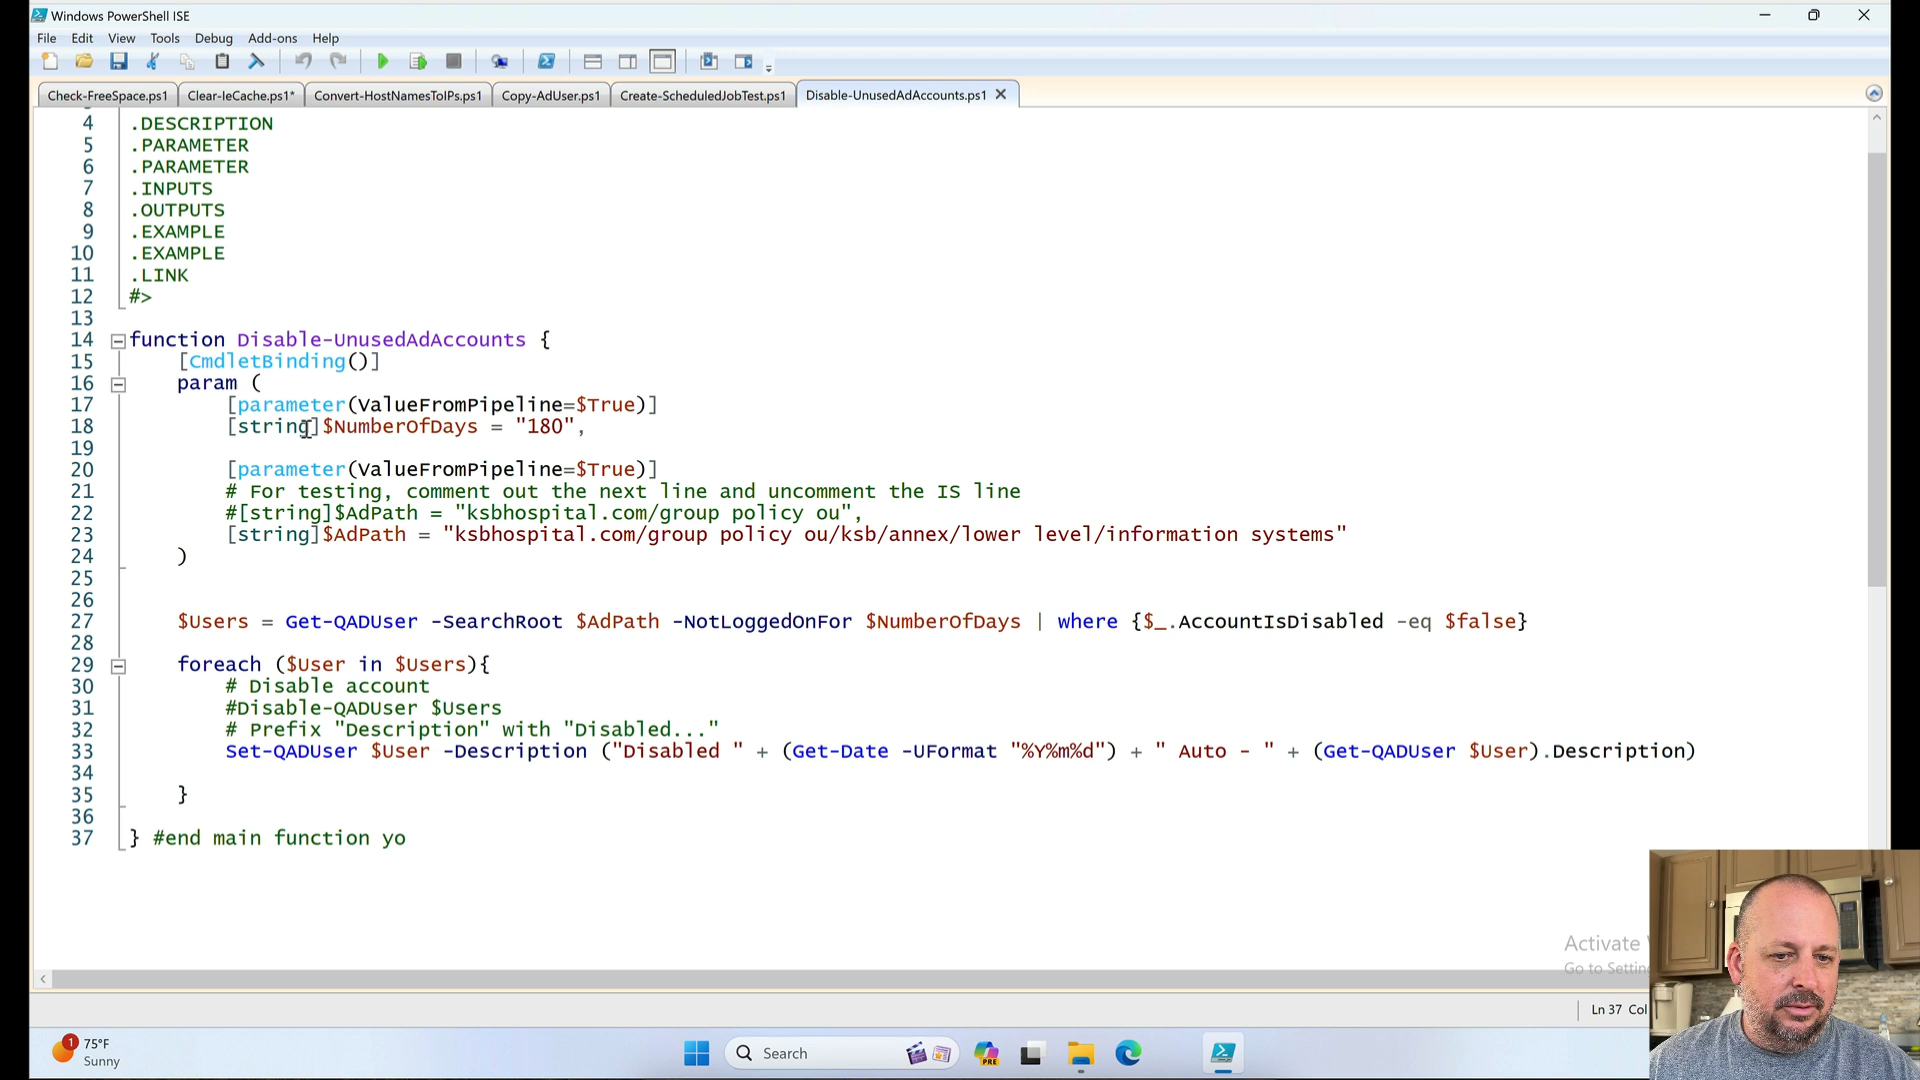 Windows PowerShell ISE
File Edit View Tools Debug Add-ons Help
Check-FreeSpace.ps1 Clear-IeCache.ps1* Convert-HostNamesToIPs.ps1 Copy-AdUser.ps1 Create-ScheduledJobTest.ps1 Disable-UnusedAdAccounts.ps1
4 .DESCRIPTION
5 .PARAMETER
6 .PARAMETER
7 .INPUTS
8 .OUTPUTS
9 .EXAMPLE
10 .EXAMPLE
11 .LINK
12 #>
13
14 function Disable-UnusedAdAccounts {
15 [CmdletBinding()]
16 param (
17 [parameter(ValueFromPipeline=$True)]
18 [string]$NumberOfDays = "180",
19
20 [parameter(ValueFromPipeline=$True)]
21 # For testing, comment out the next line and uncomment the IS line
22 #[string]$AdPath = "ksbhospital.com/group policy ou",
23 [string]$AdPath = "ksbhospital.com/group policy ou/ksb/annex/lower level/information systems"
24 )
25
26
27 $Users = Get-QADUser -SearchRoot $AdPath -NotLoggedOnFor $NumberOfDays | where {$_.AccountIsDisabled -eq $false}
28
29 foreach ($User in $Users){
30 # Disable account
31 #Disable-QADUser $Users
32 # Prefix "Description" with "Disabled..."
33 Set-QADUser $User -Description ("Disabled " + (Get-Date -UFormat "%Y%m%d") + " Auto - " + (Get-QADUser $User).Description)
34
35 }
36
37 } #end main function yo
Activate
Go to Settin
Ln 37 Col
1
75°F
Sunny
Search
PRE